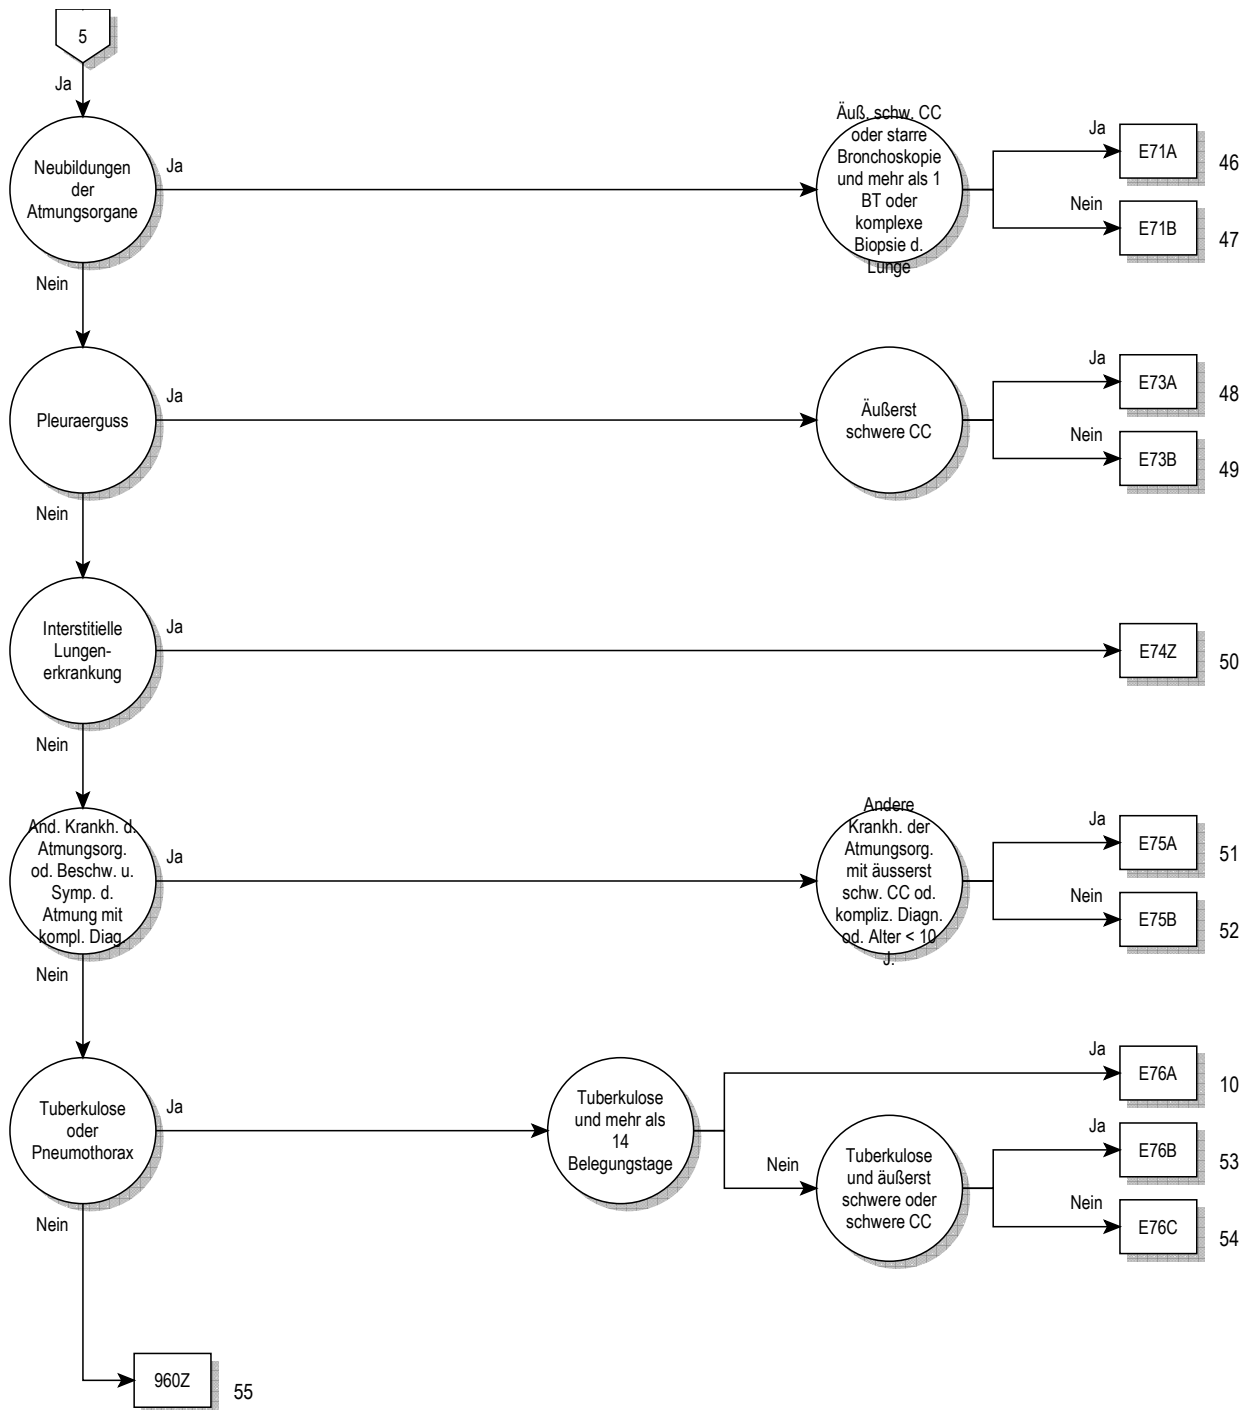 5
Ja
Neubildungen
der
Atmungsorgane
Ja
Äuß. schw. CC
oder starre
Bronchoskopie
und mehr als 1
BT oder
komplexe
Biopsie d.
Lunge
Ja
E71A
46
Nein
E71B
47
Nein
Pleuraerguss
Ja
Äußerst
schwere CC
Ja
E73A
48
Nein
E73B
49
Nein
Interstitielle
Lungen-
erkrankung
Ja
E74Z
50
Nein
And. Krankh. d.
Atmungsorg.
od. Beschw. u.
Symp. d.
Atmung mit
kompl. Diag.
Ja
Andere
Krankh. der
Atmungsorg.
mit äusserst
schw. CC od.
kompliz. Diagn.
od. Alter < 10
J.
Ja
E75A
51
Nein
E75B
52
Nein
Tuberkulose
oder
Pneumothorax
Ja
Tuberkulose
und mehr als
14
Belegungstage
Ja
E76A
10
Nein
Tuberkulose
und äußerst
schwere oder
schwere CC
Ja
E76B
53
Nein
E76C
54
Nein
960Z
55